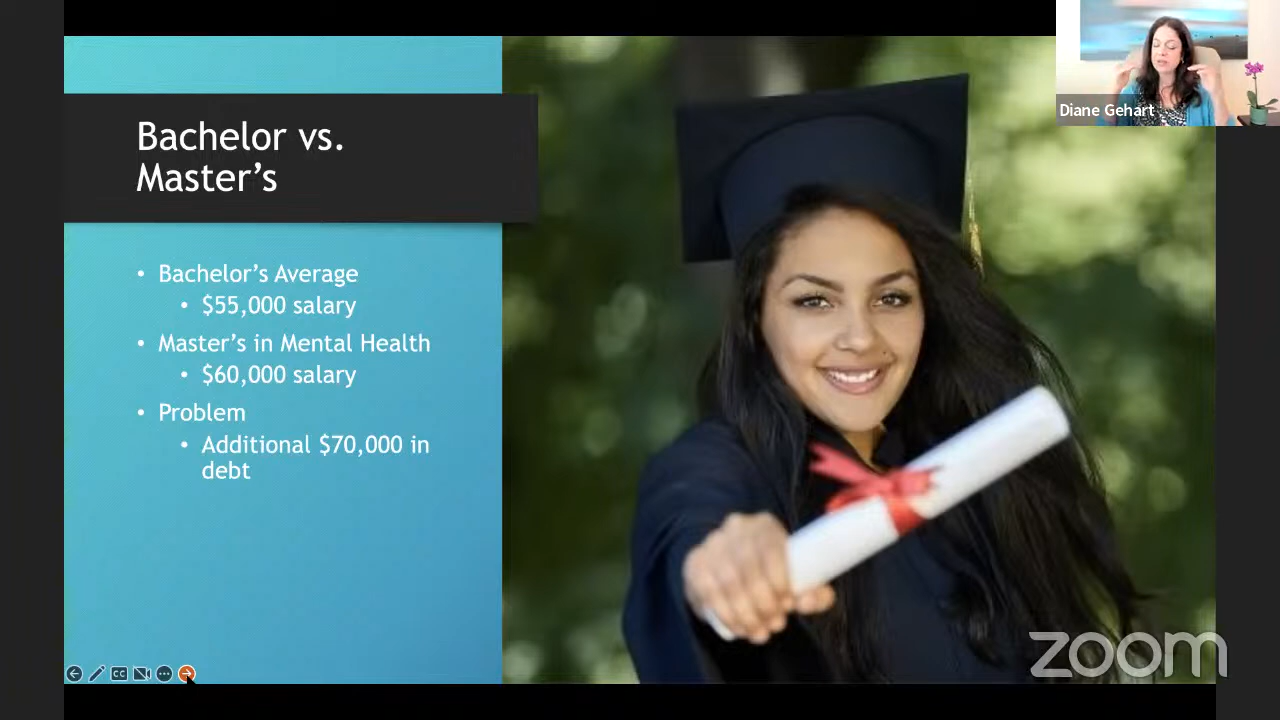 Bachelor vs.
Master's
• Bachelor's Average
• $55,000 salary
• Master's in Mental Health
• $60,000 salary
• Problem
• Additional $70,000 in
debt
Diane Gehart
CC
zoom